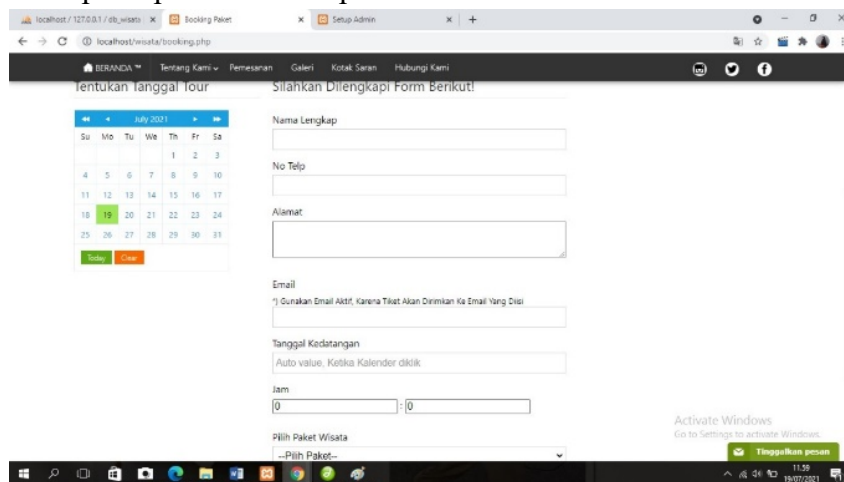 localhost / 127.0.0.1 / db_wisata
Booking Paket
Setup Admin
localhost/wisata/booking.php
BERANDA ™ Tentang Kami Pemesanan Galeri Kotak Saran Hubungi Kami
Tentukan Tanggal Tour
Silahkan Dilengkapi Form Berikut!
July 2021
Su Mo Tu We Th Fr Sa
1 2 3
4 5 6 7 8 9 10
11 12 13 14 15 16 17
18 19 20 21 22 23 24
25 26 27 28 29 30 31
Today Clear
Nama Lengkap
No Telp
Alamat
Email
*) Gunakan Email Aktif, Karena Tiket Akan Dirimkan Ke Email Yang Diisi
Tanggal Kedatangan
Auto value, Ketika Kalender diklik
Jam
0 : 0
Pilih Paket Wisata
--Pilih Paket--
Activate Windows
Go to Settings to activate Windows.
Tinggalkan pesan
11.59
19/07/2021